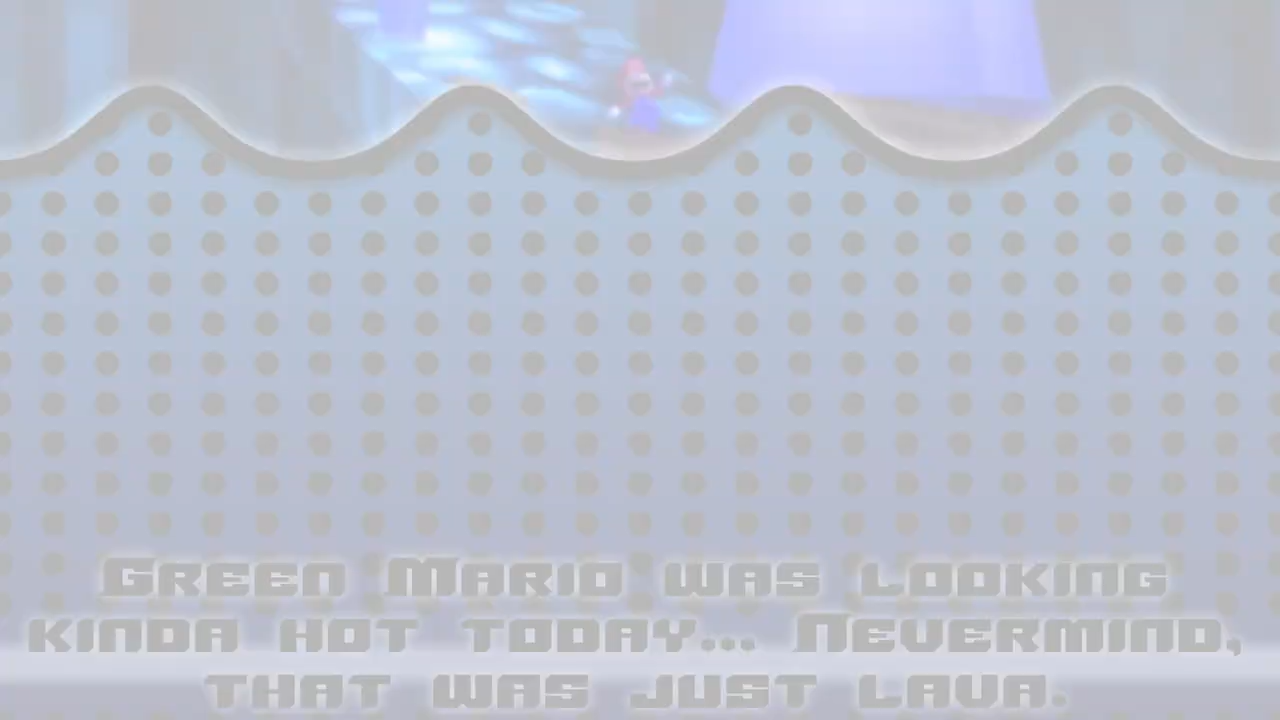 Green Mario was looking
kinda hot today... Nevermind,
that was just lava.